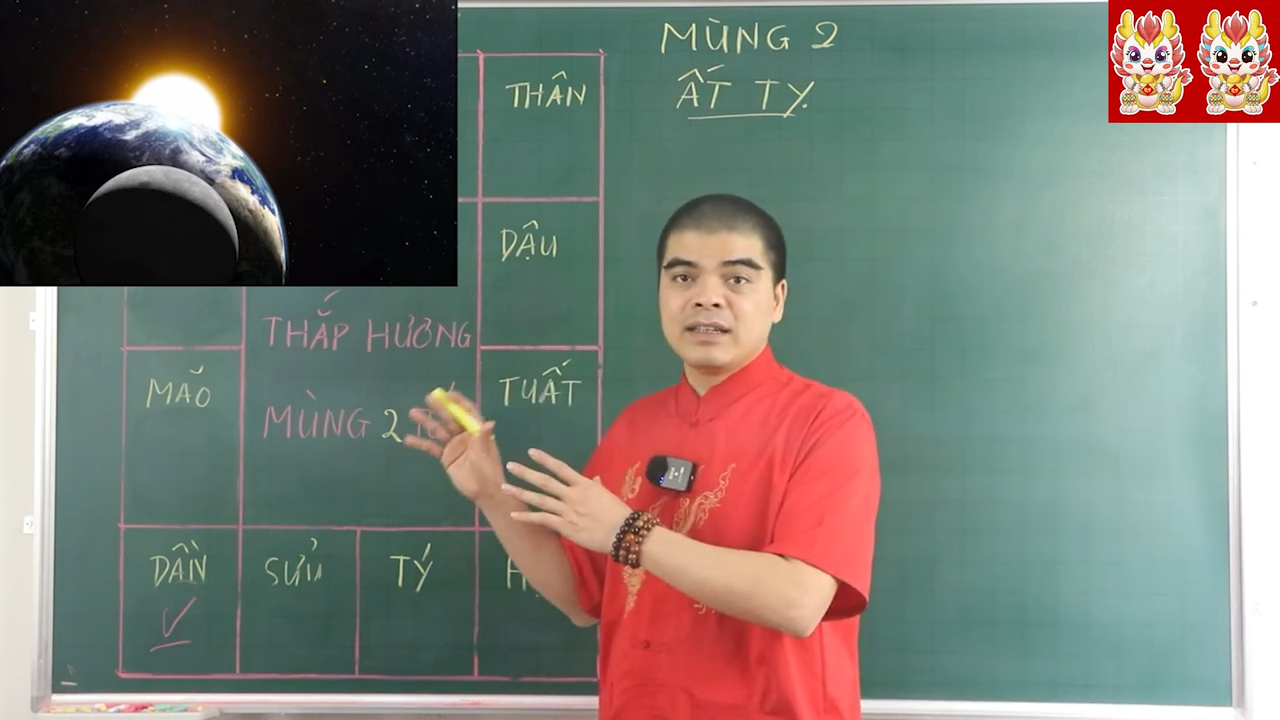 MÙNG 2
ẤT TỴ
THÂN
DẬU
THẮP HƯƠNG
MÃO
MÙNG 2
TUẤT
DẦN
SỬU
TÝ